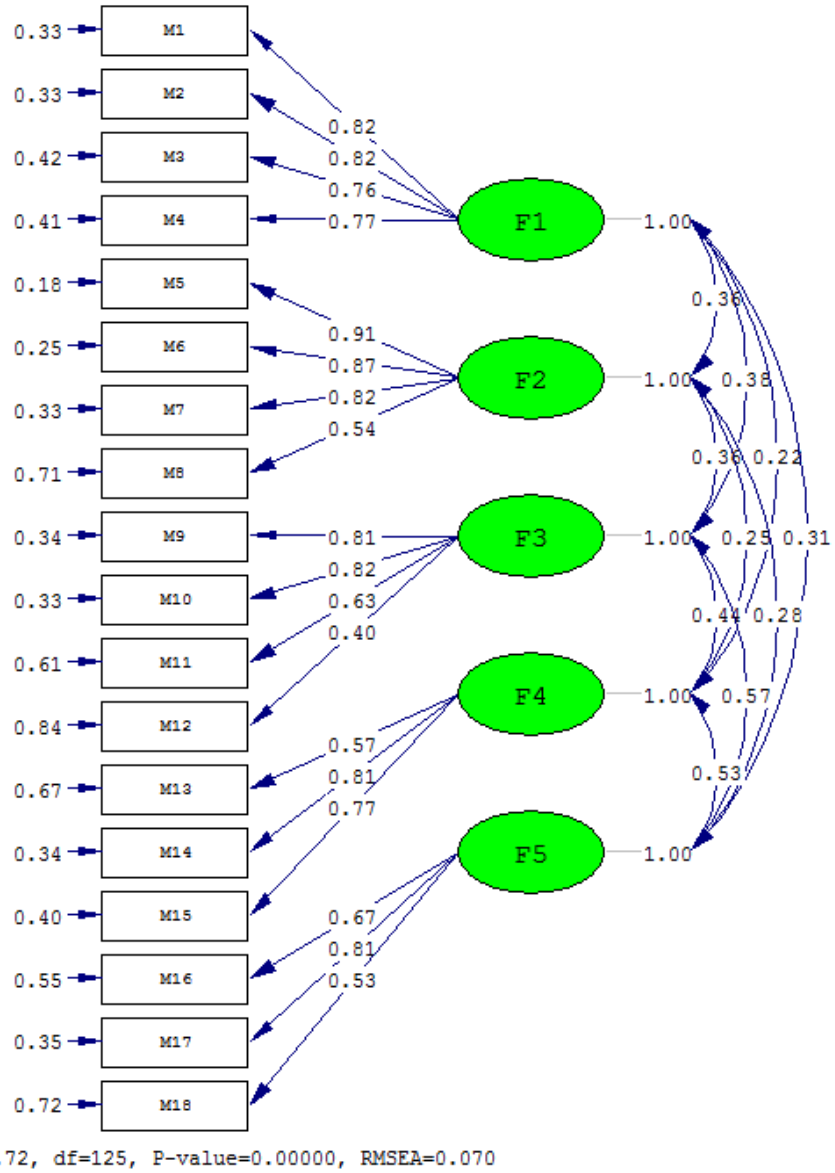 0.33 M1
0.33 M2
0.82
0.42 M3
0.82
0.76
0.41 M4 0.77 F1 1.00
0.18 M5
0.36
0.91
0.25 M6
0.87 F2 1.00 0.38
0.33 M7 0.82
0.54
0.71 M8 0.36 0.22
0.34 M9 0.81 F3 1.00 0.25 0.31
0.82
0.33 M10
0.63 0.44 0.28
0.40
0.61 M11
0.84 M12 F4 1.00 0.57
0.57
0.67 M13 0.81 0.53
0.77
0.34 M14 F5 1.00
0.40 M15 0.67
0.81
0.55 M16 0.53
0.35 M17
0.72 M18
.72, df=125, P-value=0.00000, RMSEA=0.070